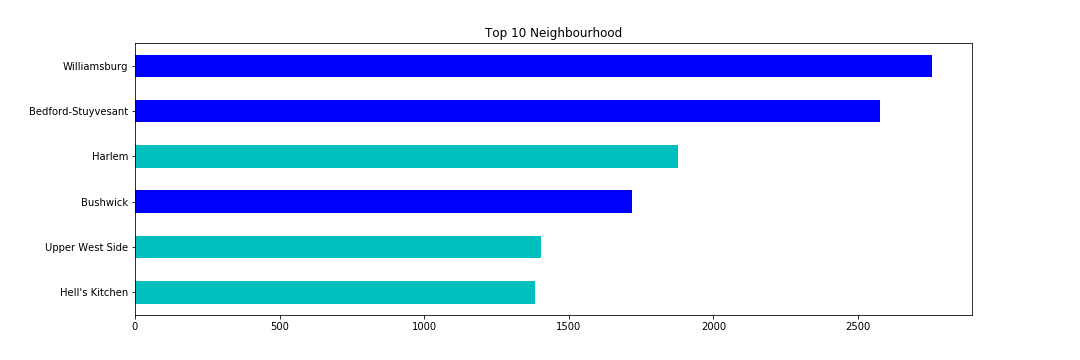 Top 10 Neighbourhood
Williamsburg
Bedford-Stuyvesant
Harlem
Bushwick
Upper West Side
Hell's Kitchen
0 500 1000 1500 2000 2500